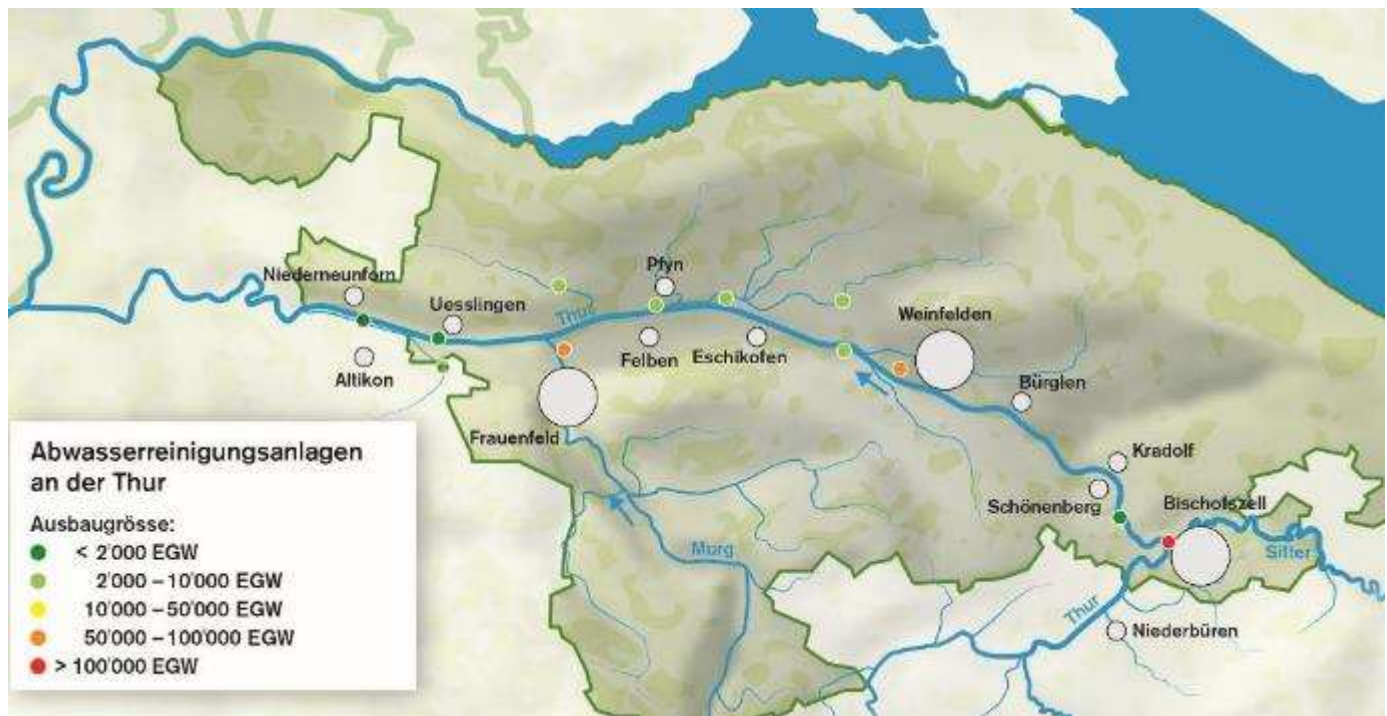 Niederneunforn
Uesslingen
Altikon
Thur
Pfyn
Felben
Eschikofen
Weinfelden
Bürglen
Frauenfeld
Kradolf
Schönenberg
Bischofszell
Sitter
Murg
Thur
Niederbüren
Abwasserreinigungsanlagen
an der Thur
Ausbaugrösse:
< 2'000 EGW
2'000 – 10'000 EGW
10'000 – 50'000 EGW
50'000 – 100'000 EGW
> 100'000 EGW